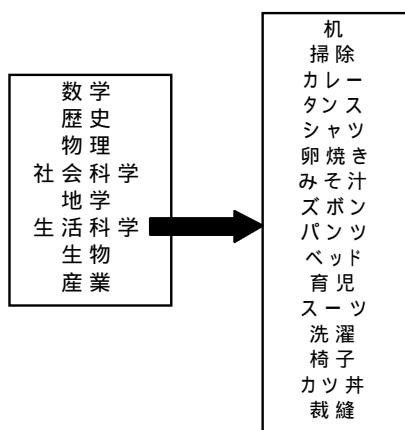 数学
歴史
物理
社会科学
地学
生活科学
生物
産業
机
掃除
カレー
タンス
シャツ
卵焼き
みそ汁
ズボン
パンツ
ベッド
育児
スーツ
洗濯
椅子
カツ丼
裁縫